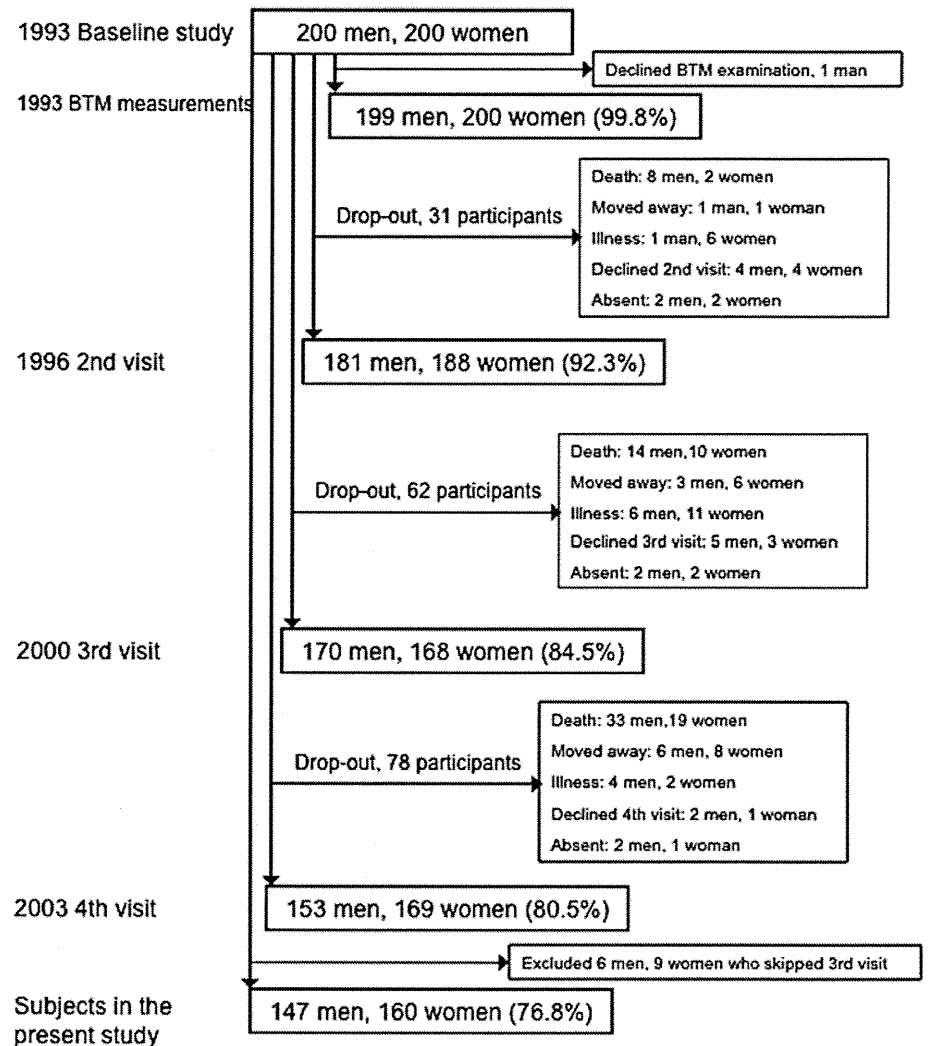 1993 Baseline study
200 men, 200 women
Declined BTM examination, 1 man
1993 BTM measurements
199 men, 200 women (99.8%)
Death: 8 men, 2 women
Moved away: 1 man, 1 woman
Drop-out, 31 participants
Illness: 1 man, 6 women
Declined 2nd visit: 4 men, 4 women
Absent: 2 men, 2 women
1996 2nd visit
181 men, 188 women (92.3%)
Death: 14 men,10 women
Moved away: 3 men, 6 women
Drop-out, 62 participants
Illness: 6 men, 11 women
Declined 3rd visit: 5 men, 3 women
Absent: 2 men, 2 women
2000 3rd visit
170 men, 168 women (84.5%)
Death: 33 men,19 women
Moved away: 6 men, 8 women
Drop-out, 78 participants
Illness: 4 men, 2 women
Declined 4th visit: 2 men, 1 woman
Absent: 2 men, 1 woman
2003 4th visit
153 men, 169 women (80.5%)
Excluded 6 men, 9 women who skipped 3rd visit
Subjects in the
present study
147 men, 160 women (76.8%)